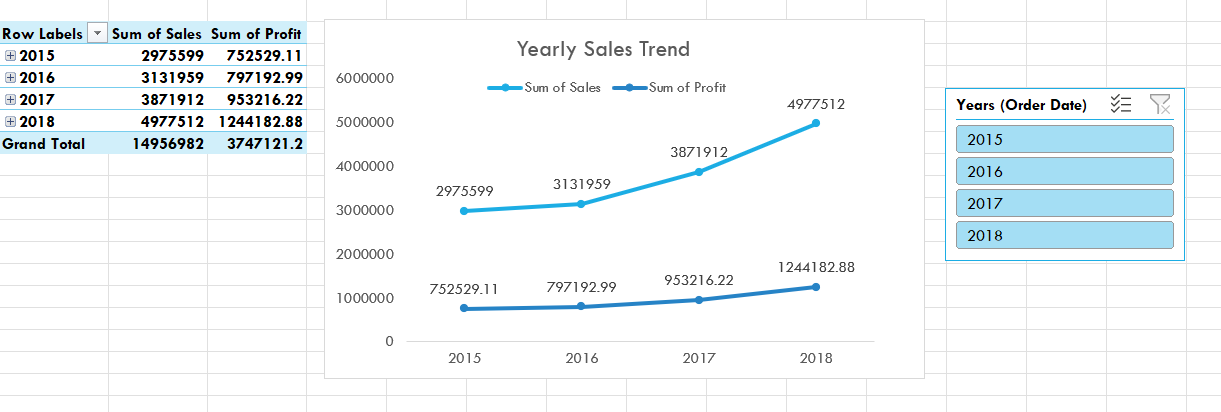 Row Labels Sum of Sales Sum of Profit
2015 2975599 752529.11
2016 3131959 797192.99
2017 3871912 953216.22
2018 4977512 1244182.88
Grand Total 14956982 3747121.2
Yearly Sales Trend
Sum of Sales Sum of Profit
6000000
5000000
4000000
3000000
2000000
1000000
0
2975599
3131959
3871912
4977512
752529.11
797192.99
953216.22
1244182.88
2015 2016 2017 2018
Years (Order Date)
2015
2016
2017
2018